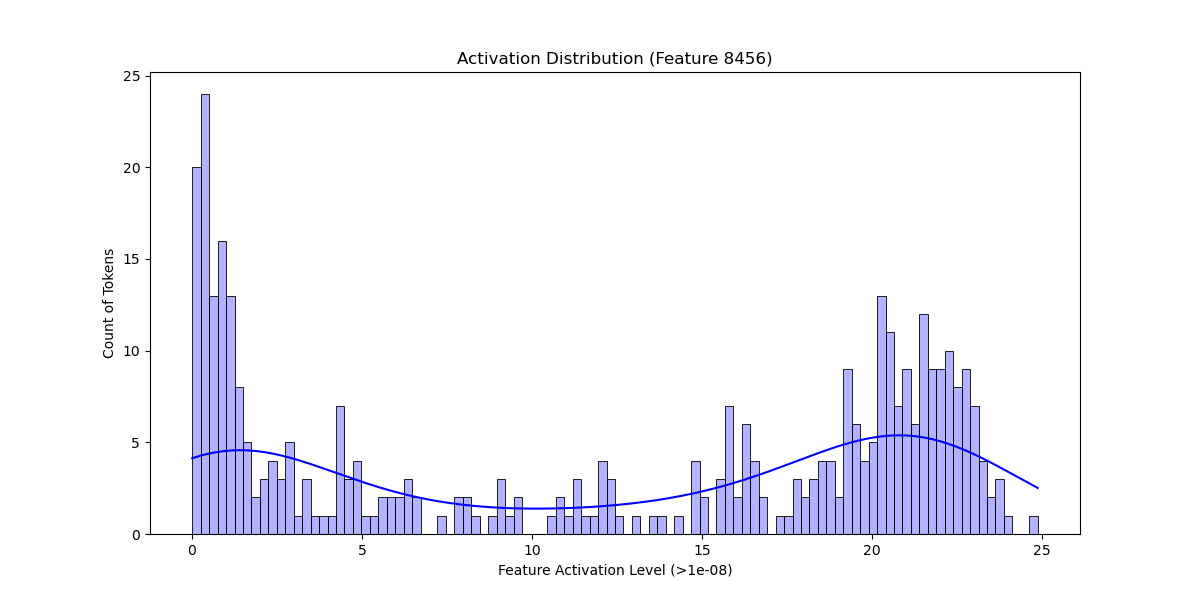 Activation Distribution (Feature 8456)
25
20
15
10
5
0
Count of Tokens
0 5 10 15 20 25
Feature Activation Level (>1e-08)